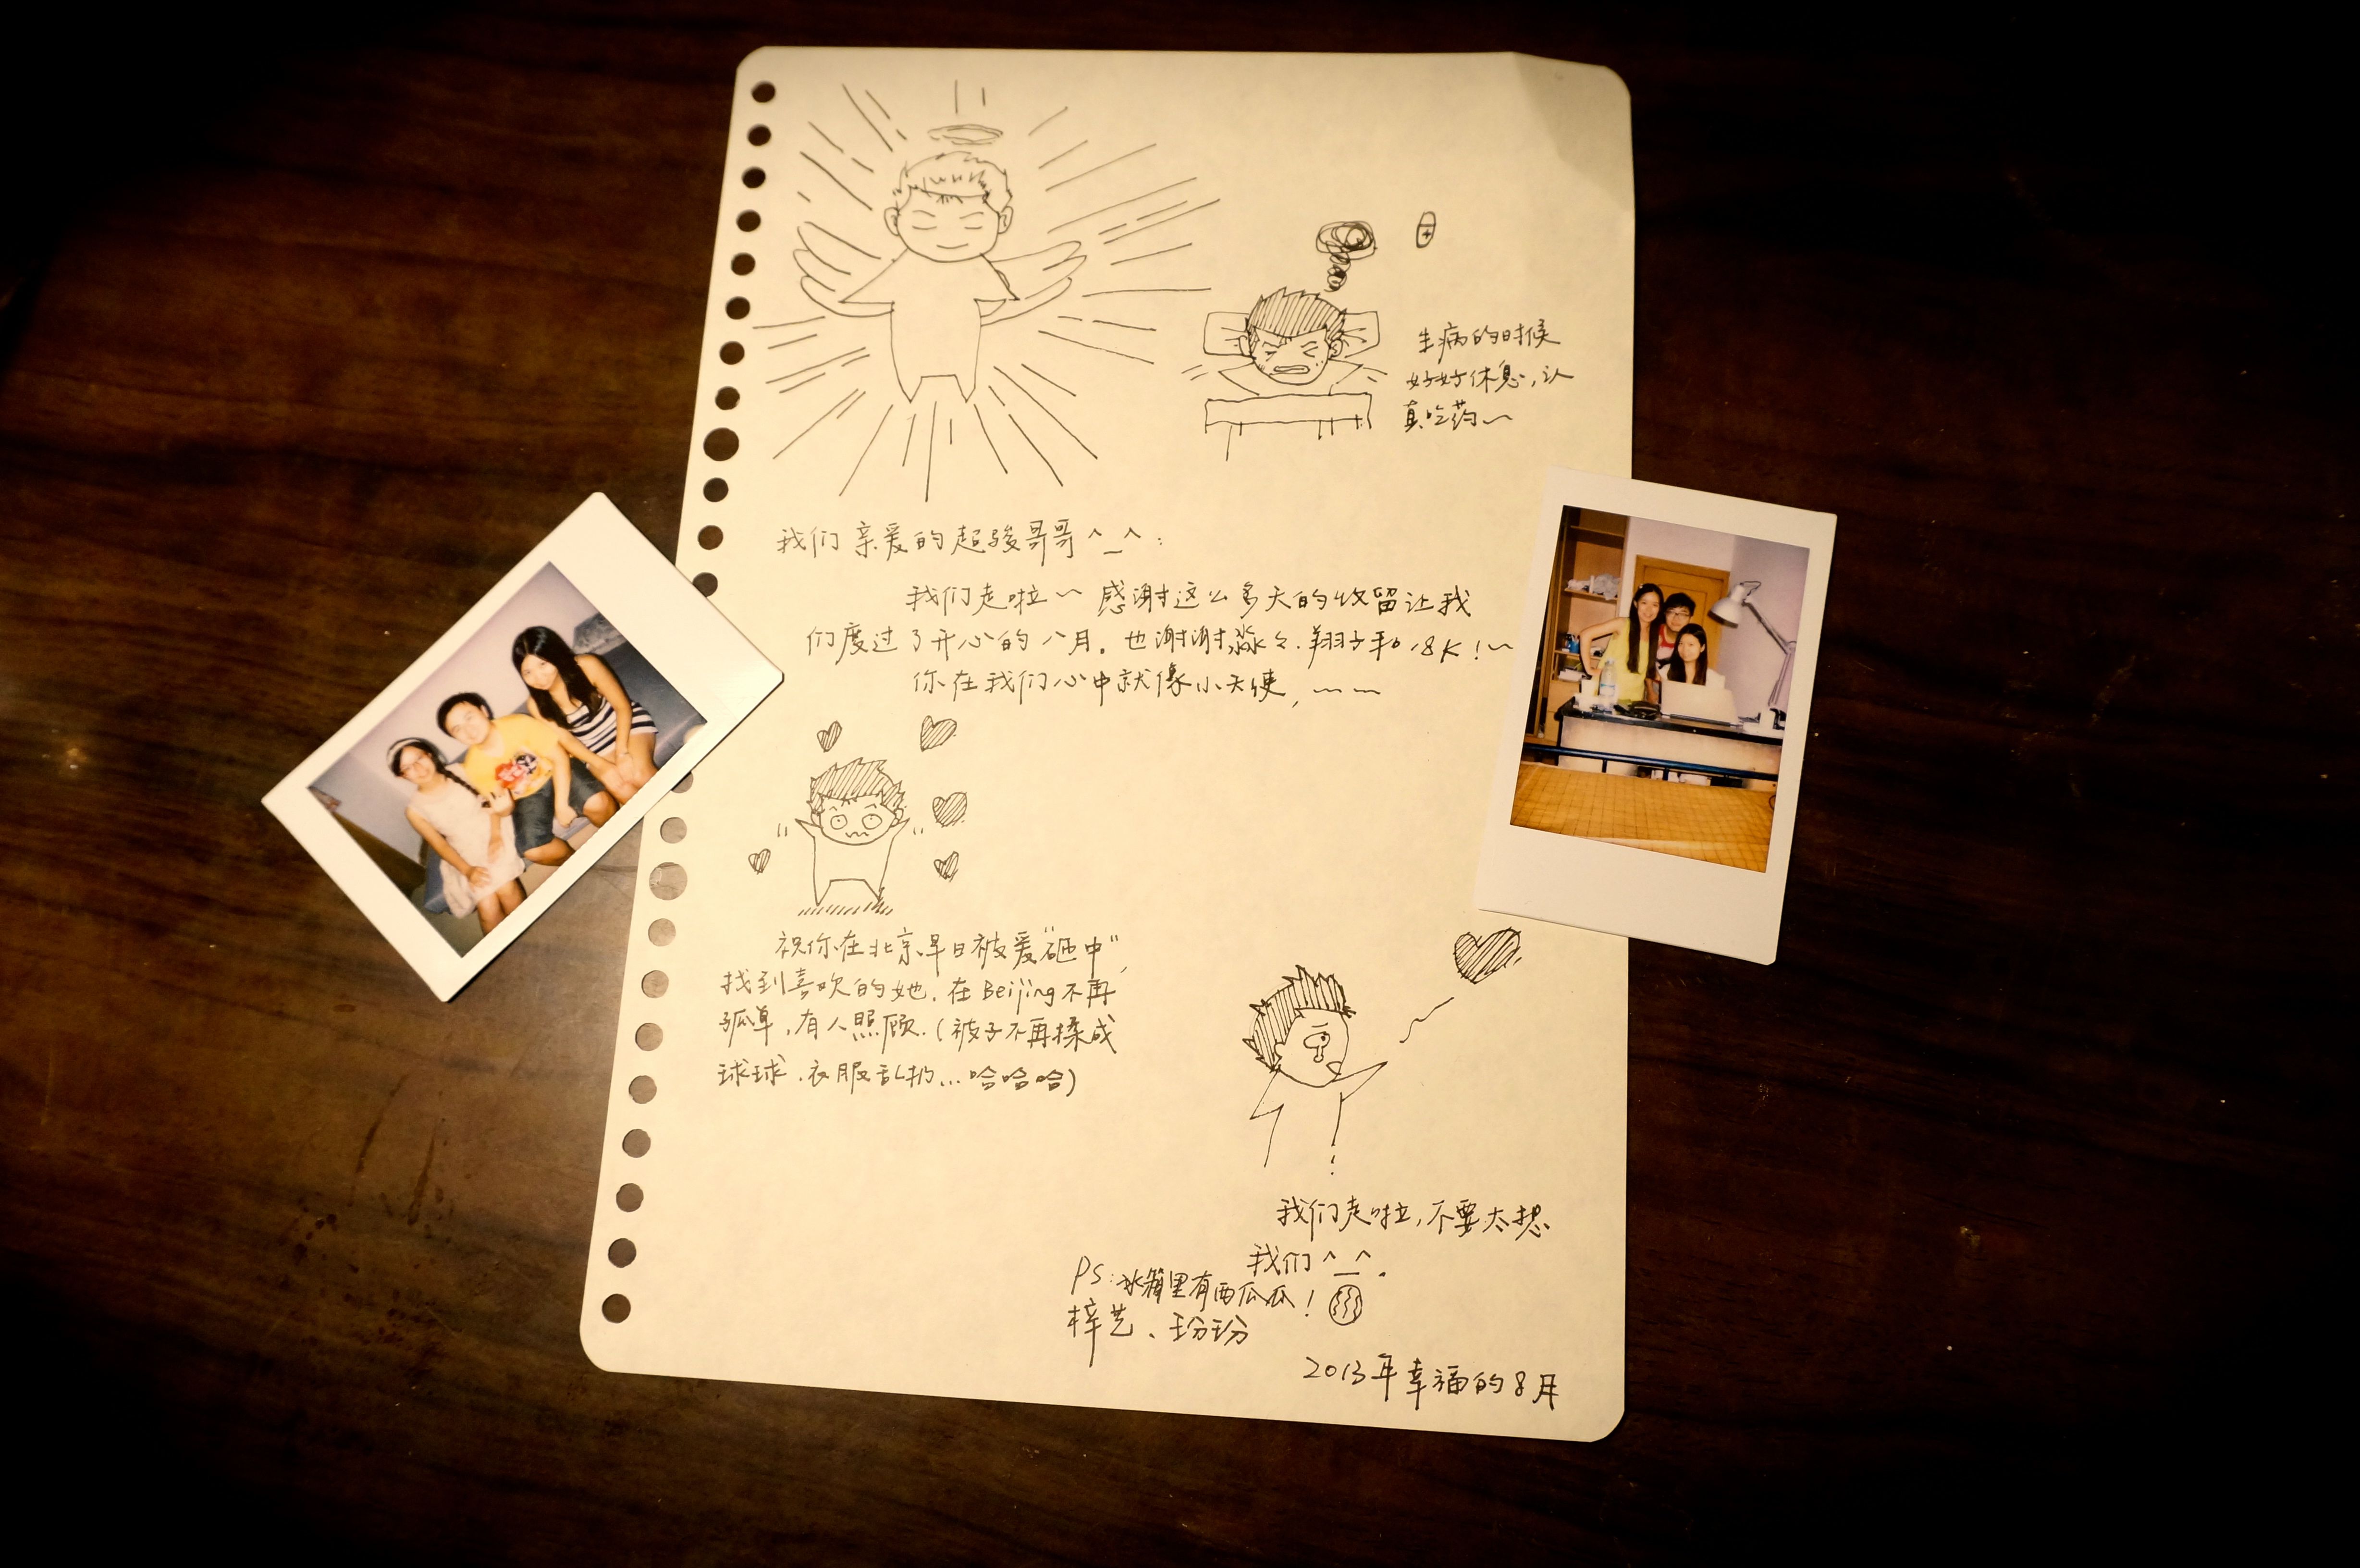 生病的时候
好好休息,认
真吃药~
我们亲爱的超骏哥哥^_^:
我们走啦~ 感谢这么多天的收留让我
们度过了开心的八月。也谢谢淼々.翔子和18K!~
你在我们心中就像小天使,~~
祝你在北京早日被爱"砸中",
找到喜欢的她.在Beijing不再
孤单,有人照顾.(被子不再揉成
球球.衣服乱扔...哈哈哈)
我们走啦,不要太想
我们^_^.
PS:冰箱里有西瓜瓜!
梓艺、玢玢
2013年幸福的8月